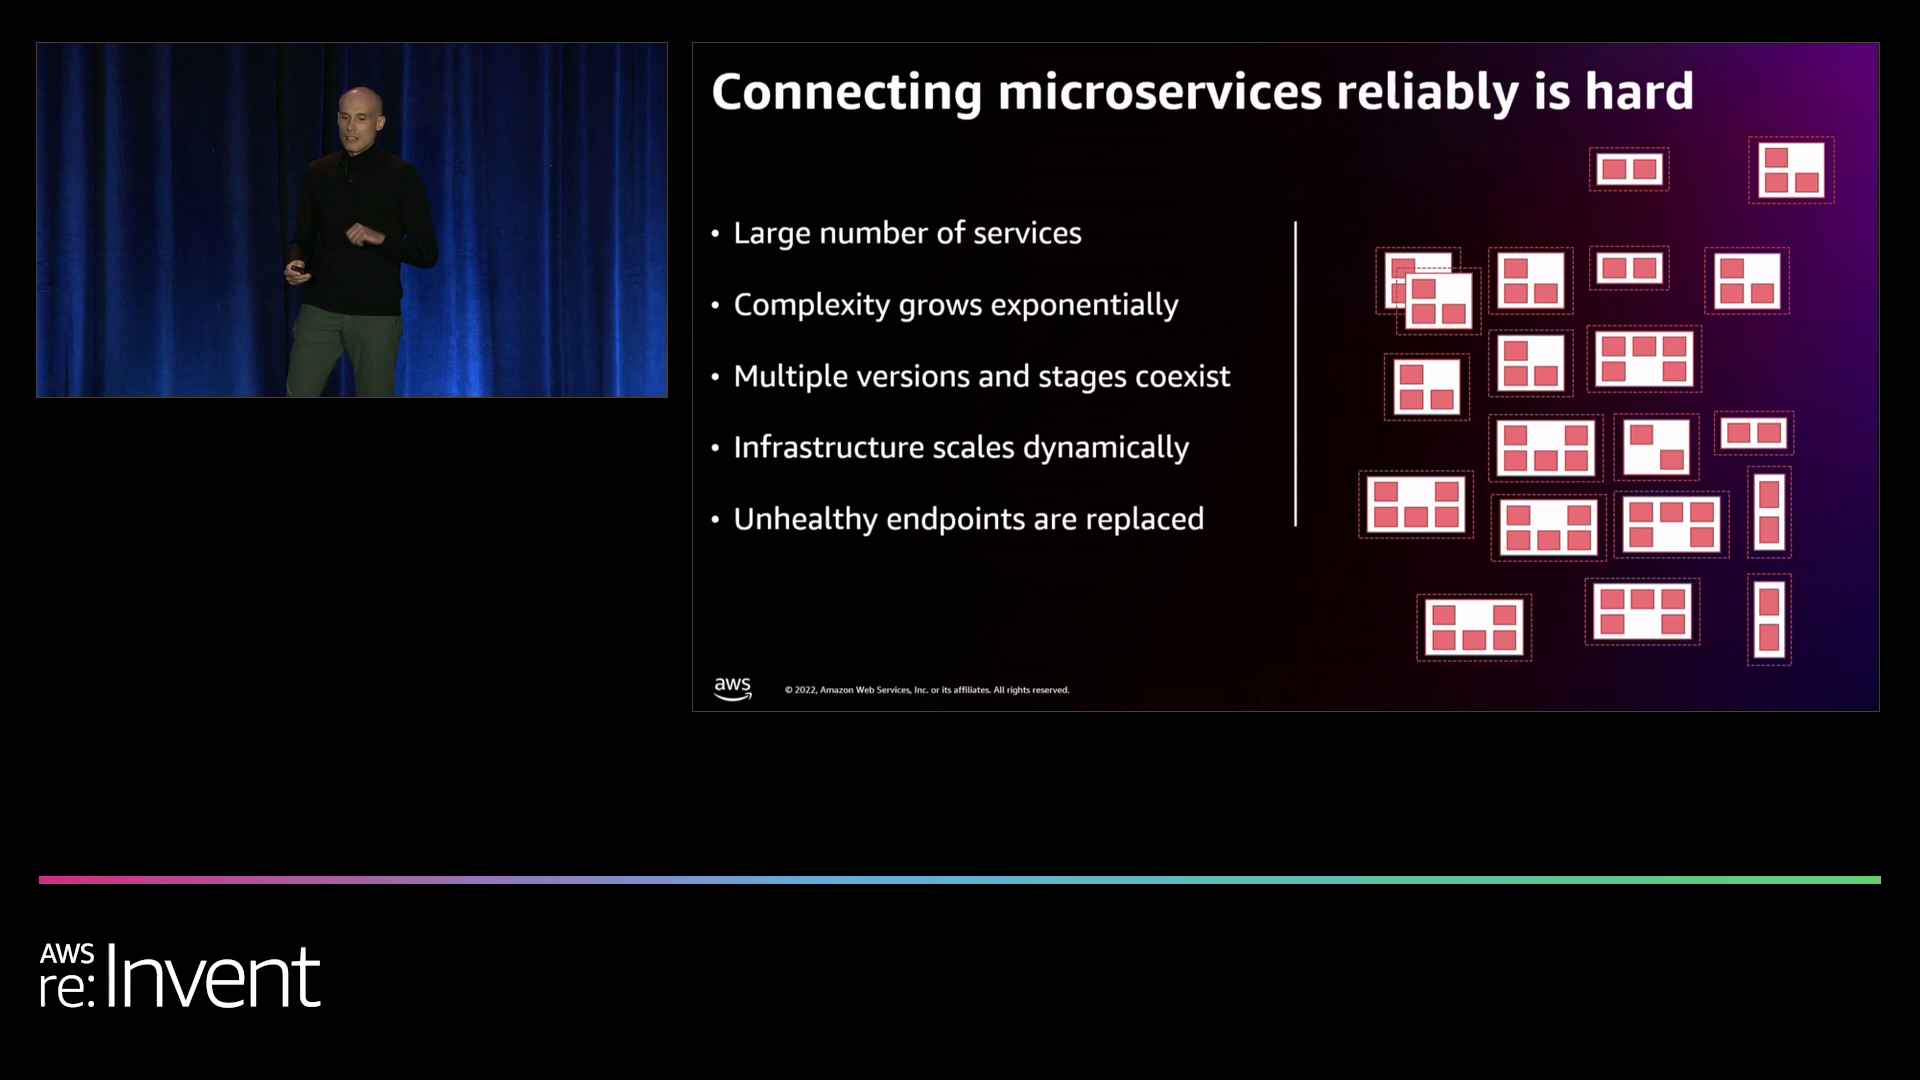 Connecting microservices reliably is hard
• Large number of services
• Complexity grows exponentially
• Multiple versions and stages coexist
• Infrastructure scales dynamically
• Unhealthy endpoints are replaced
aws
© 2022, Amazon Web Services, Inc. or its affiliates. All rights reserved.
AWS
re:Invent